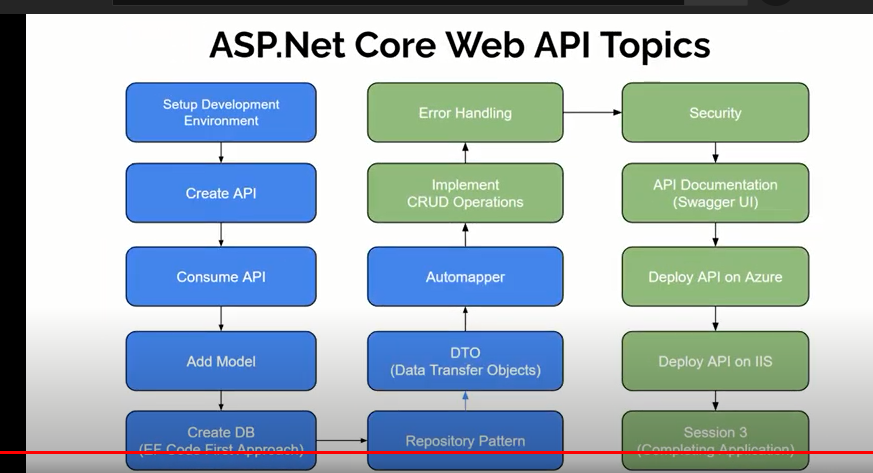 ASP.Net Core Web API Topics
Setup Development
Environment
Create API
Consume API
Add Model
Create DB
(EF Code First Approach)
Repository Pattern
DTO
(Data Transfer Objects)
Automapper
Implement
CRUD Operations
Error Handling
Security
API Documentation
(Swagger UI)
Deploy API on Azure
Deploy API on IIS
Session 3
(Completing Application)